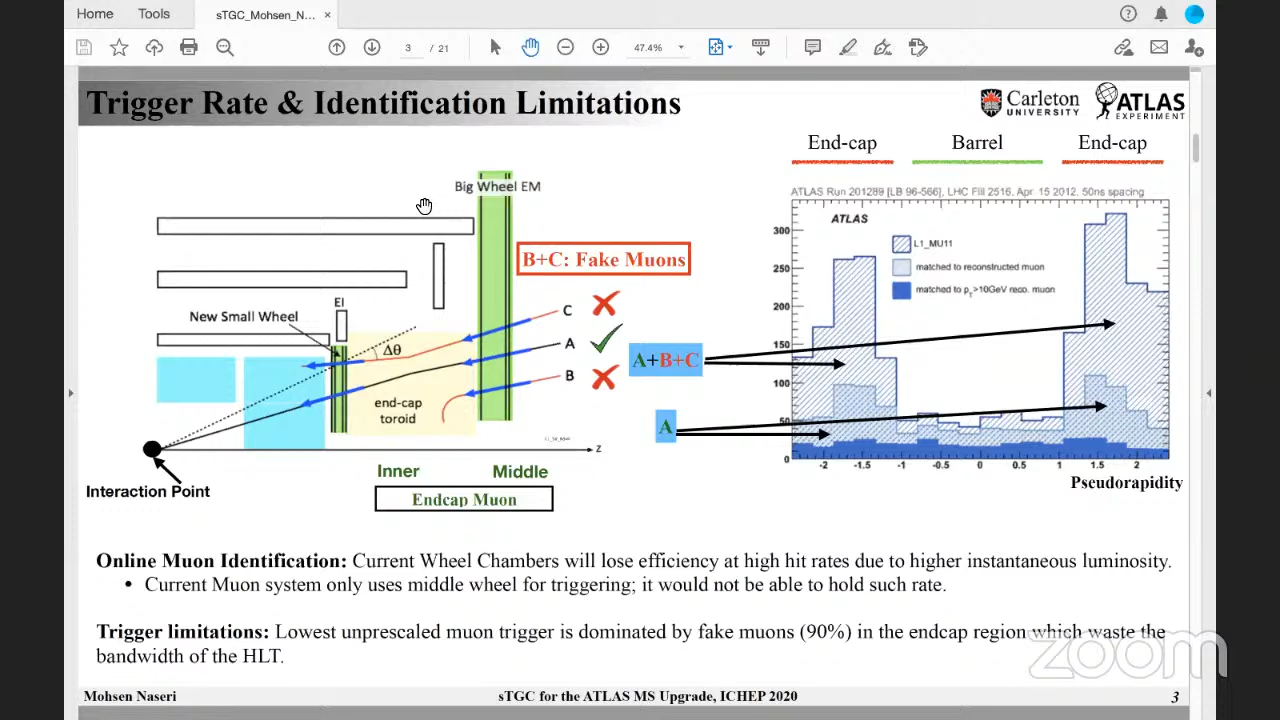 Home
Tools
sTGC_Mohsen_N...
3 / 21
47.4%
Trigger Rate & Identification Limitations
Carleton
UNIVERSITY
ATLAS
EXPERIMENT
End-cap
Barrel
End-cap
Big Wheel EM
B+C: Fake Muons
EI
New Small Wheel
Δθ
C
A
B
end-cap
toroid
z
Interaction Point
Inner
Middle
Endcap Muon
A+B+C
A
ATLAS Run 201289 [LB 96-566], LHC Fill 2516, Apr. 15 2012, 50ns spacing
ATLAS
L1_MU11
matched to reconstructed muon
matched to pT>10GeV reco. muon
300
250
200
150
100
50
0
-2 -1.5 -1 -0.5 0 0.5 1 1.5 2
Pseudorapidity
Online Muon Identification: Current Wheel Chambers will lose efficiency at high hit rates due to higher instantaneous luminosity.
• Current Muon system only uses middle wheel for triggering; it would not be able to hold such rate.
Trigger limitations: Lowest unprescaled muon trigger is dominated by fake muons (90%) in the endcap region which waste the
bandwidth of the HLT.
zoom
Mohsen Naseri
sTGC for the ATLAS MS Upgrade, ICHEP 2020
3